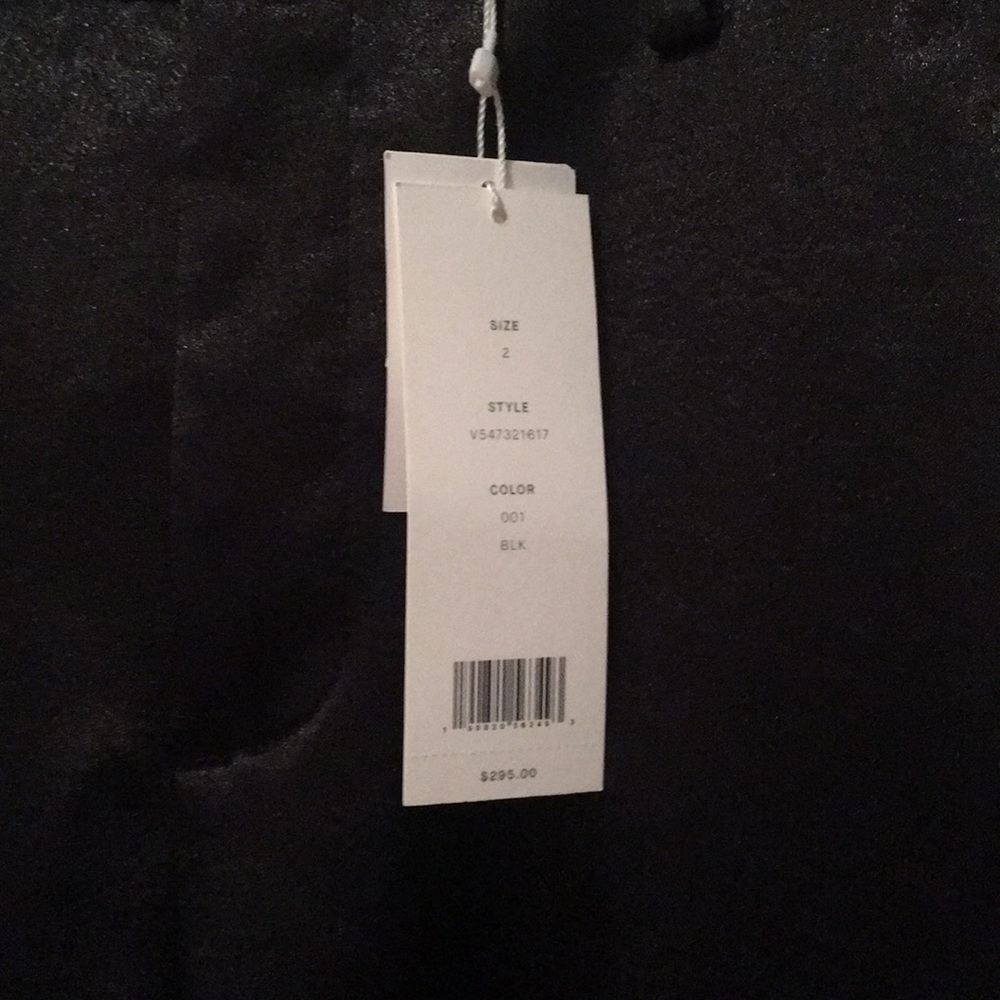 SIZE
2
STYLE
V547321617
COLOR
001
BLK
$295.00